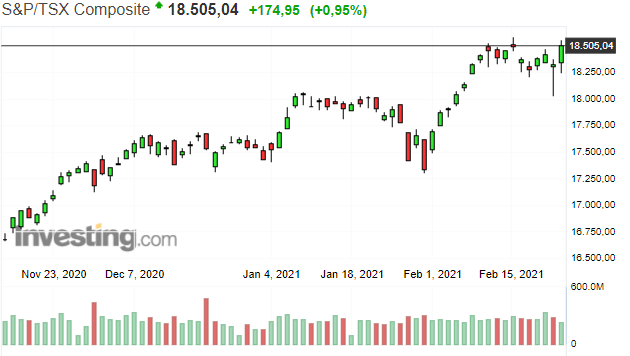 S&P/TSX Composite 18.505,04 +174,95 (+0,95%)
18.505,04
18.250,00
18.000,00
17.750,00
17.500,00
17.250,00
17.000,00
16.750,00
16.500,00
investing.com
Nov 23, 2020 Dec 7, 2020 Jan 4, 2021 Jan 18, 2021 Feb 1, 2021 Feb 15, 2021
600.0M
0